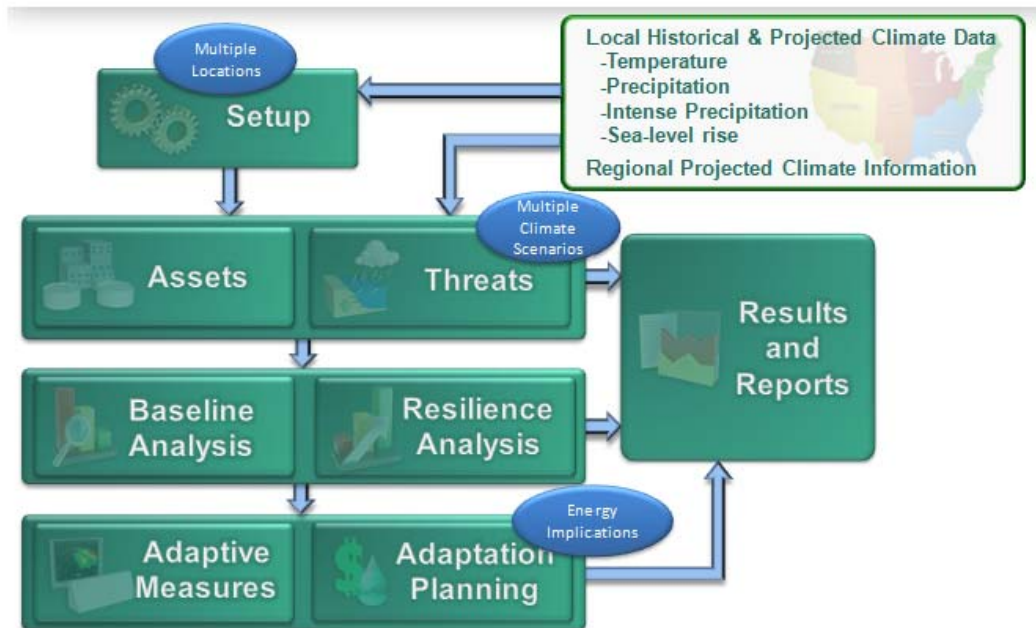 Multiple
Locations
Setup
Local Historical & Projected Climate Data
-Temperature
-Precipitation
-Intense Precipitation
-Sea-level rise
Regional Projected Climate Information
Multiple
Climate
Scenarios
Assets
Threats
Results
and
Reports
Baseline
Analysis
Resilience
Analysis
Energy
Implications
Adaptive
Measures
Adaptation
Planning